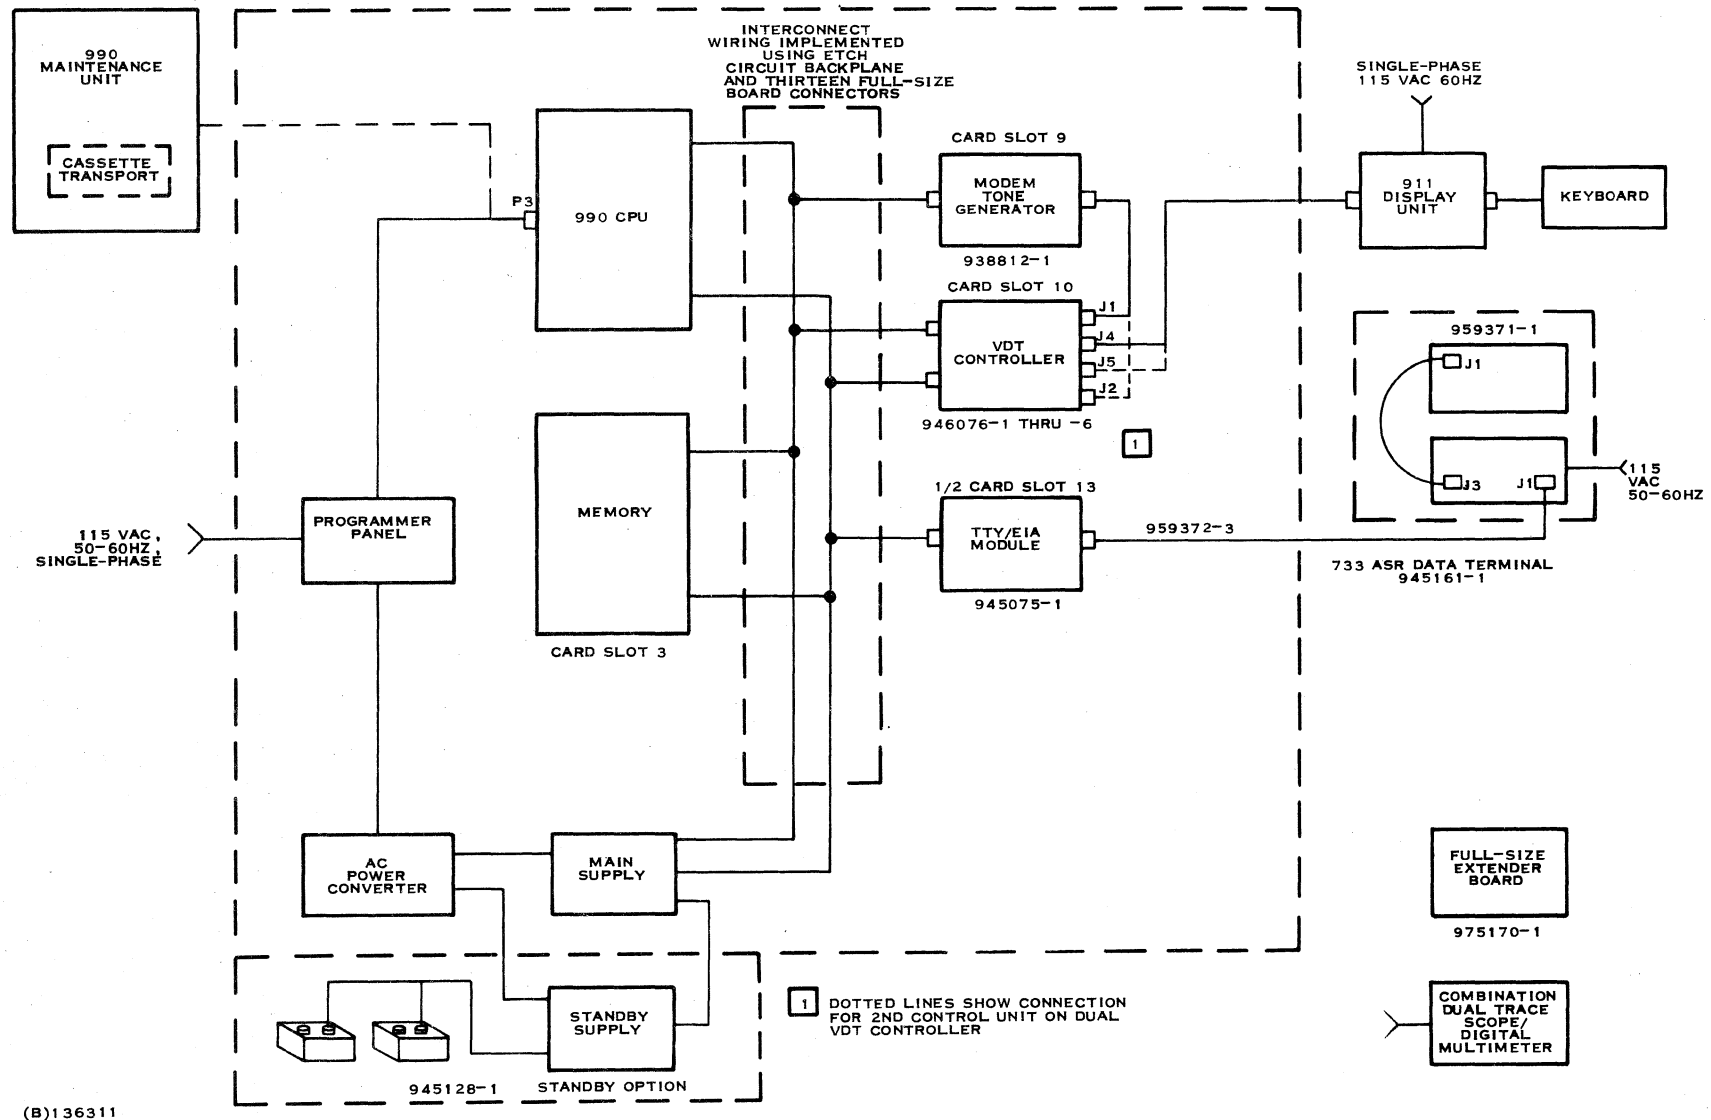 990
MAINTENANCE
UNIT
CASSETTE
TRANSPORT
INTERCONNECT
WIRING IMPLEMENTED
USING ETCH
CIRCUIT BACKPLANE
AND THIRTEEN FULL-SIZE
BOARD CONNECTORS
P3
990 CPU
CARD SLOT 9
MODEM
TONE
GENERATOR
938812-1
CARD SLOT 10
VDT
CONTROLLER
J1
J4
J5
J2
946076-1 THRU -6
1
SINGLE-PHASE
115 VAC 60HZ
911
DISPLAY
UNIT
KEYBOARD
959371-1
J1
J3
J1
115
VAC
50-60HZ
733 ASR DATA TERMINAL
945161-1
MEMORY
CARD SLOT 3
1/2 CARD SLOT 13
TTY/EIA
MODULE
945075-1
959372-3
115 VAC,
50-60HZ,
SINGLE-PHASE
PROGRAMMER
PANEL
AC
POWER
CONVERTER
MAIN
SUPPLY
STANDBY
SUPPLY
945128-1
STANDBY OPTION
1
DOTTED LINES SHOW CONNECTION
FOR 2ND CONTROL UNIT ON DUAL
VDT CONTROLLER
FULL-SIZE
EXTENDER
BOARD
975170-1
COMBINATION
DUAL TRACE
SCOPE/
DIGITAL
MULTIMETER
(B)136311